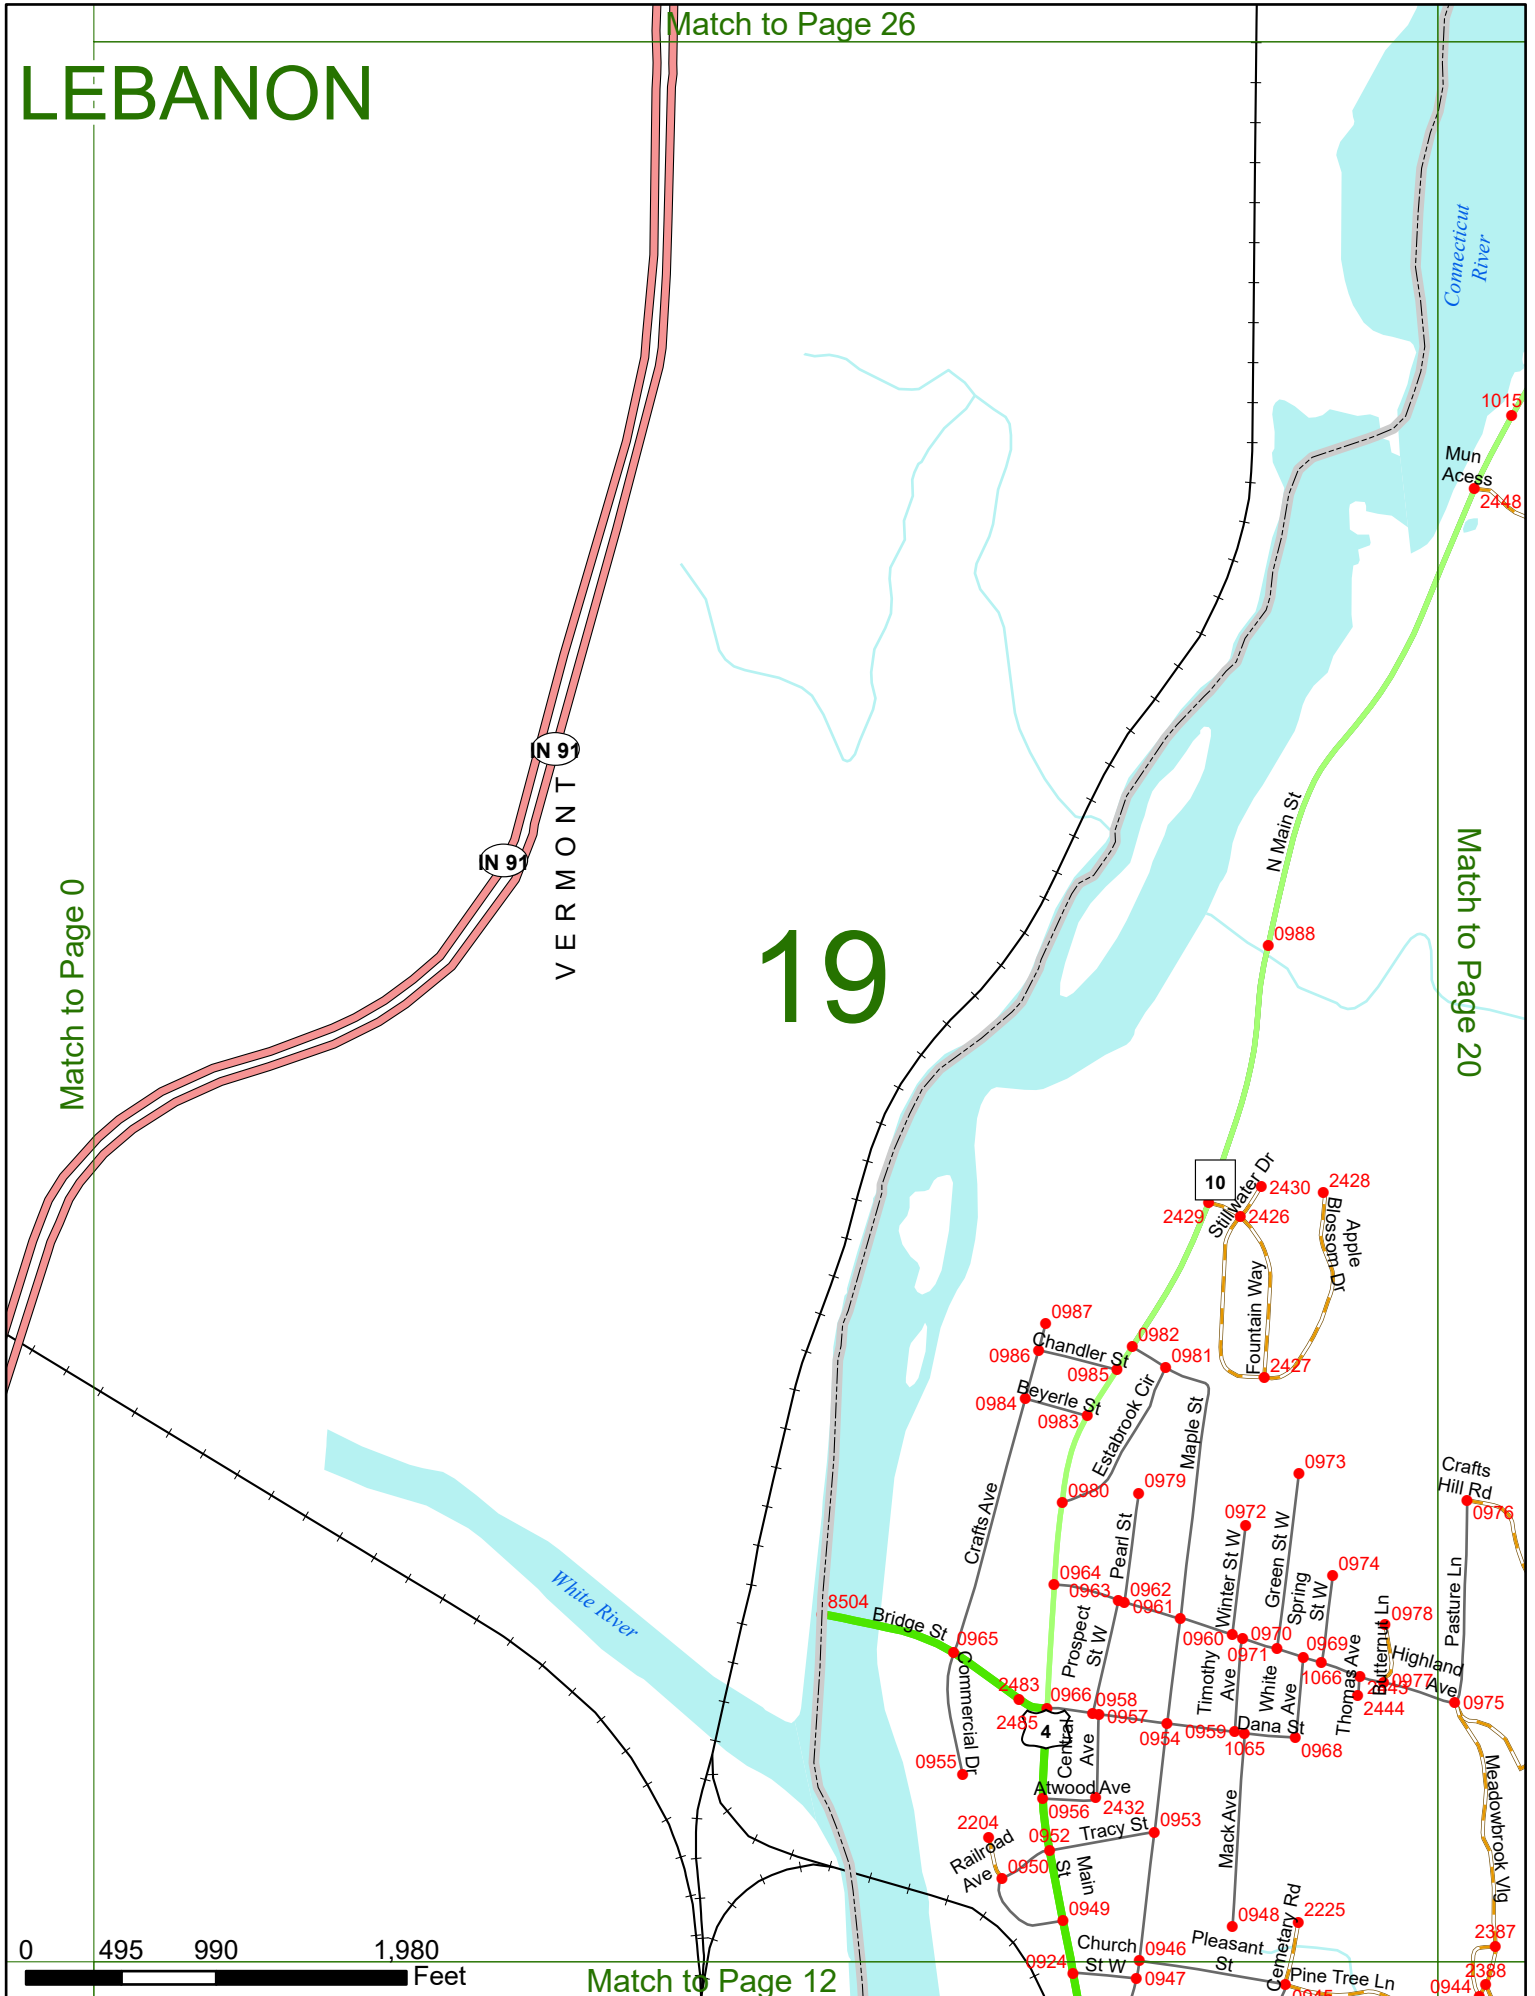 Match to Page 26
LEBANON
Connecticut
River
1015
Mun
Acess
2448
IN 91
IN 91
VERMONT
N Main St
Match to Page 0
19
Match to Page 20
0988
10
Stillwater Dr
2430
2428
2429
2426
Apple
Blossom Dr
Fountain Way
2427
0987
0982
Chandler St
0986
0981
0985
Beyerle St
0984
0983
Estabrook Cir
Maple St
0980
0979
0973
Crafts
Hill Rd
0976
0972
Crafts Ave
Pearl St
Winter St W
Green St W
Spring
St W
0974
Pasture Ln
White River
0964
0963
0962
0961
8504
Bridge St
0965
Prospect
St W
0960
0970
0971
0969
1066
Thomas Ave
Butternut Ln
0978
Highland
Ave
0977
2443
2444
0975
Commercial Dr
2483
2485
0966
0958
0957
Timothy
Ave
White
Ave
4
Central
Ave
0954
0959
Dana St
1065
0968
0955
Atwood Ave
0956
2432
Meadowbrook Vlg
2204
Railroad
Ave
0952
Tracy St
0953
0950
Main
St
Mack Ave
0949
0948
Cemetary Rd
2225
2387
Church
St W
0946
Pleasant
St
0924
0947
Pine Tree Ln
0945
2388
0944
0
495
990
1,980
Feet
Match to Page 12